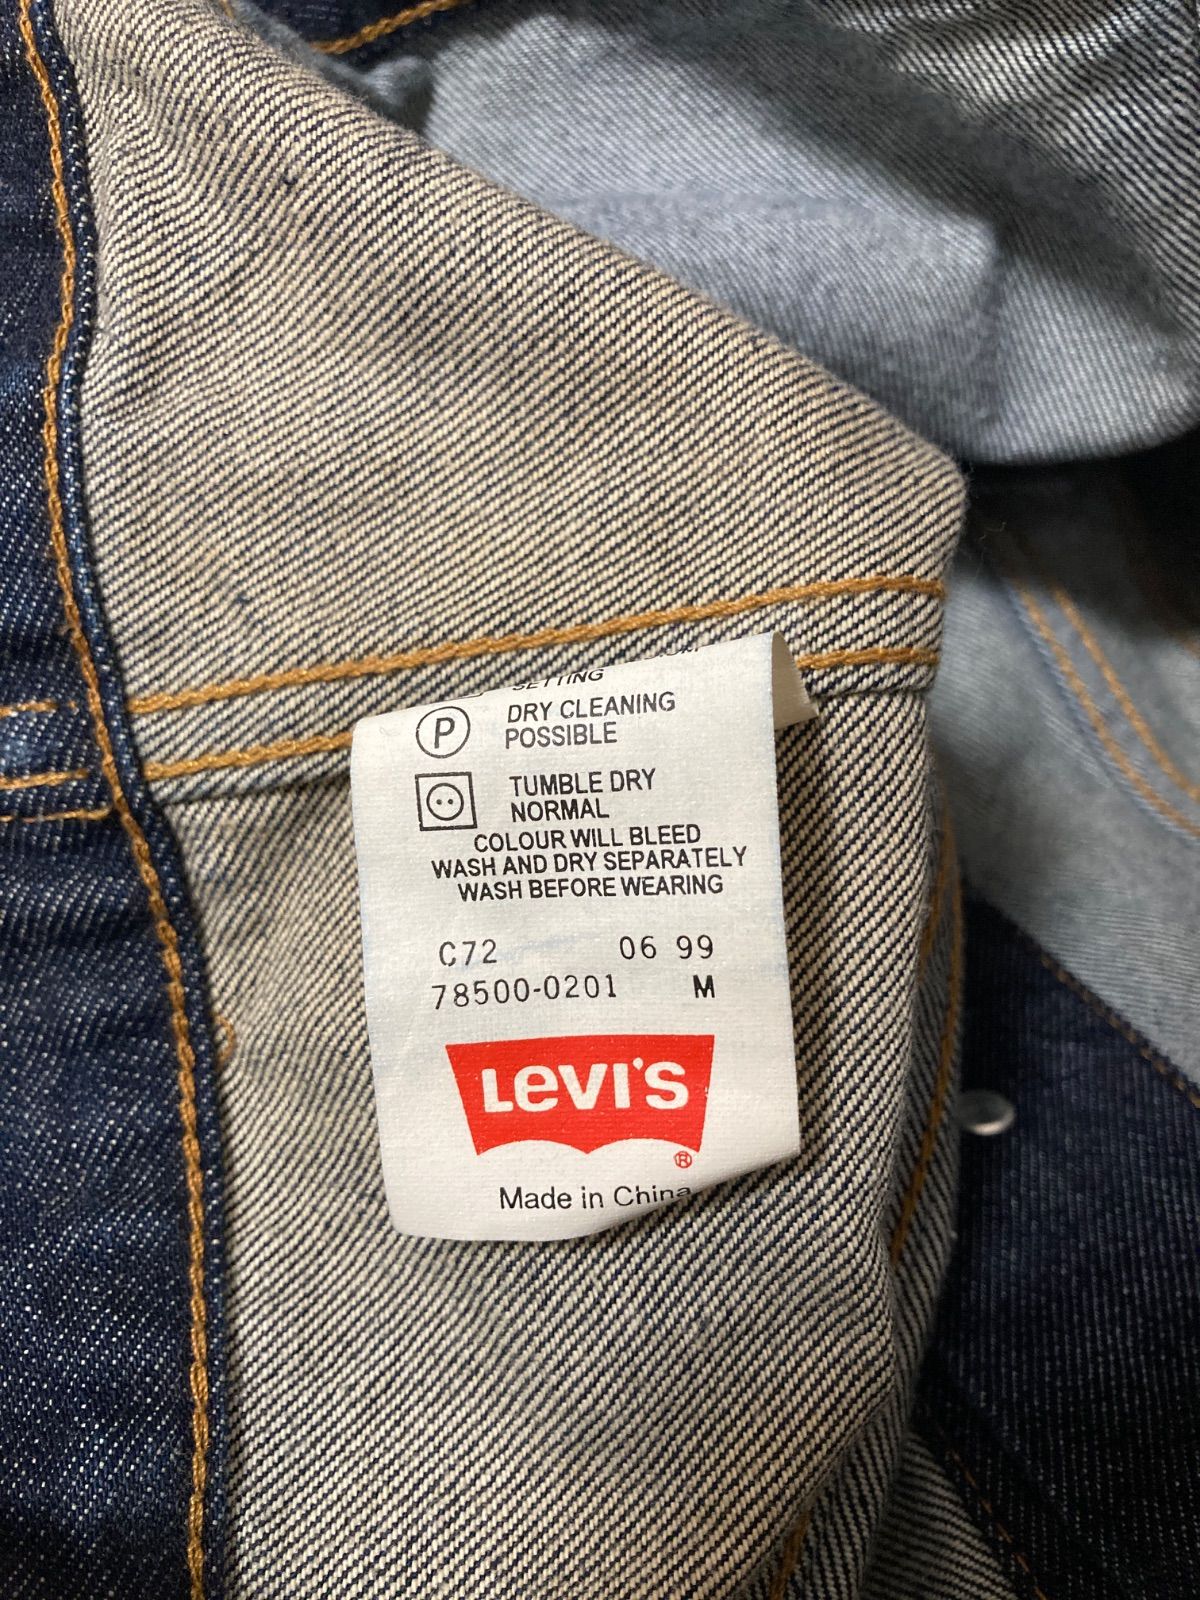 SETTING
P DRY CLEANING
POSSIBLE
TUMBLE DRY
NORMAL
COLOUR WILL BLEED
WASH AND DRY SEPARATELY
WASH BEFORE WEARING
C72 06 99
78500-0201 M
LEVI'S
®
Made in China